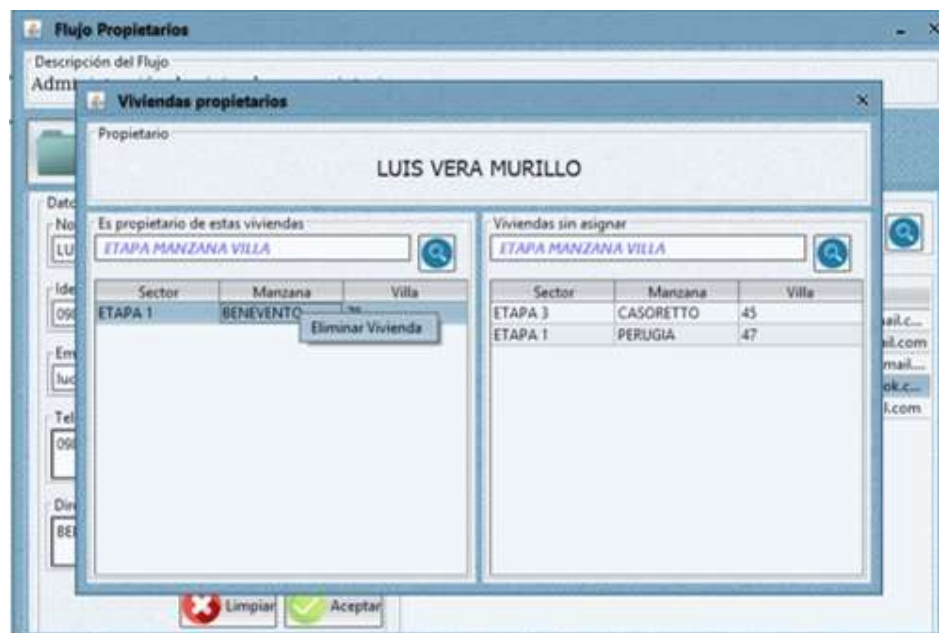 Flujo Propietarios
Descripción del Flujo
Viviendas propietarios
Propietario
LUIS VERA MURILLO
Es propietario de estas viviendas
ETAPA MANZANA VILLA
Sector Manzana Villa
ETAPA 1 BENEVENTO
Eliminar Vivienda
Viviendas sin asignar
ETAPA MANZANA VILLA
Sector Manzana Villa
ETAPA 3 CASORETTO 45
ETAPA 1 PERUGIA 47
Limpiar Aceptar